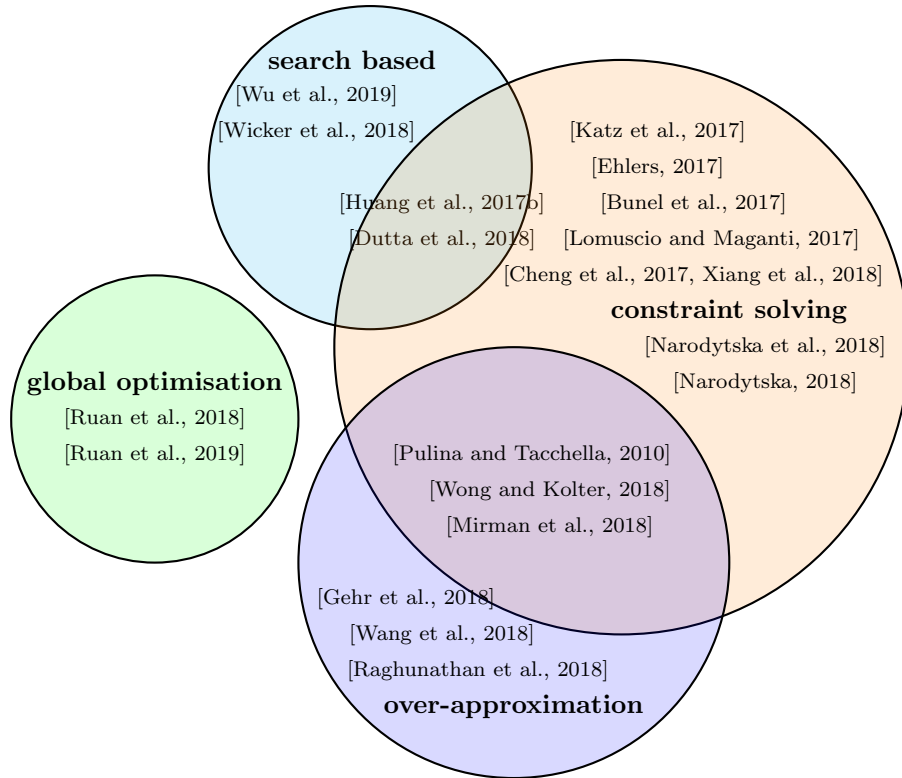 search based
[Wu et al., 2019]
[Wicker et al., 2018]
[Katz et al., 2017]
[Ehlers, 2017]
[Huang et al., 2017b]
[Bunel et al., 2017]
[Dutta et al., 2018]
[Lomuscio and Maganti, 2017]
[Cheng et al., 2017, Xiang et al., 2018]
constraint solving
[Narodytska et al., 2018]
[Narodytska, 2018]
global optimisation
[Ruan et al., 2018]
[Ruan et al., 2019]
[Pulina and Tacchella, 2010]
[Wong and Kolter, 2018]
[Mirman et al., 2018]
[Gehr et al., 2018]
[Wang et al., 2018]
[Raghunathan et al., 2018]
over-approximation